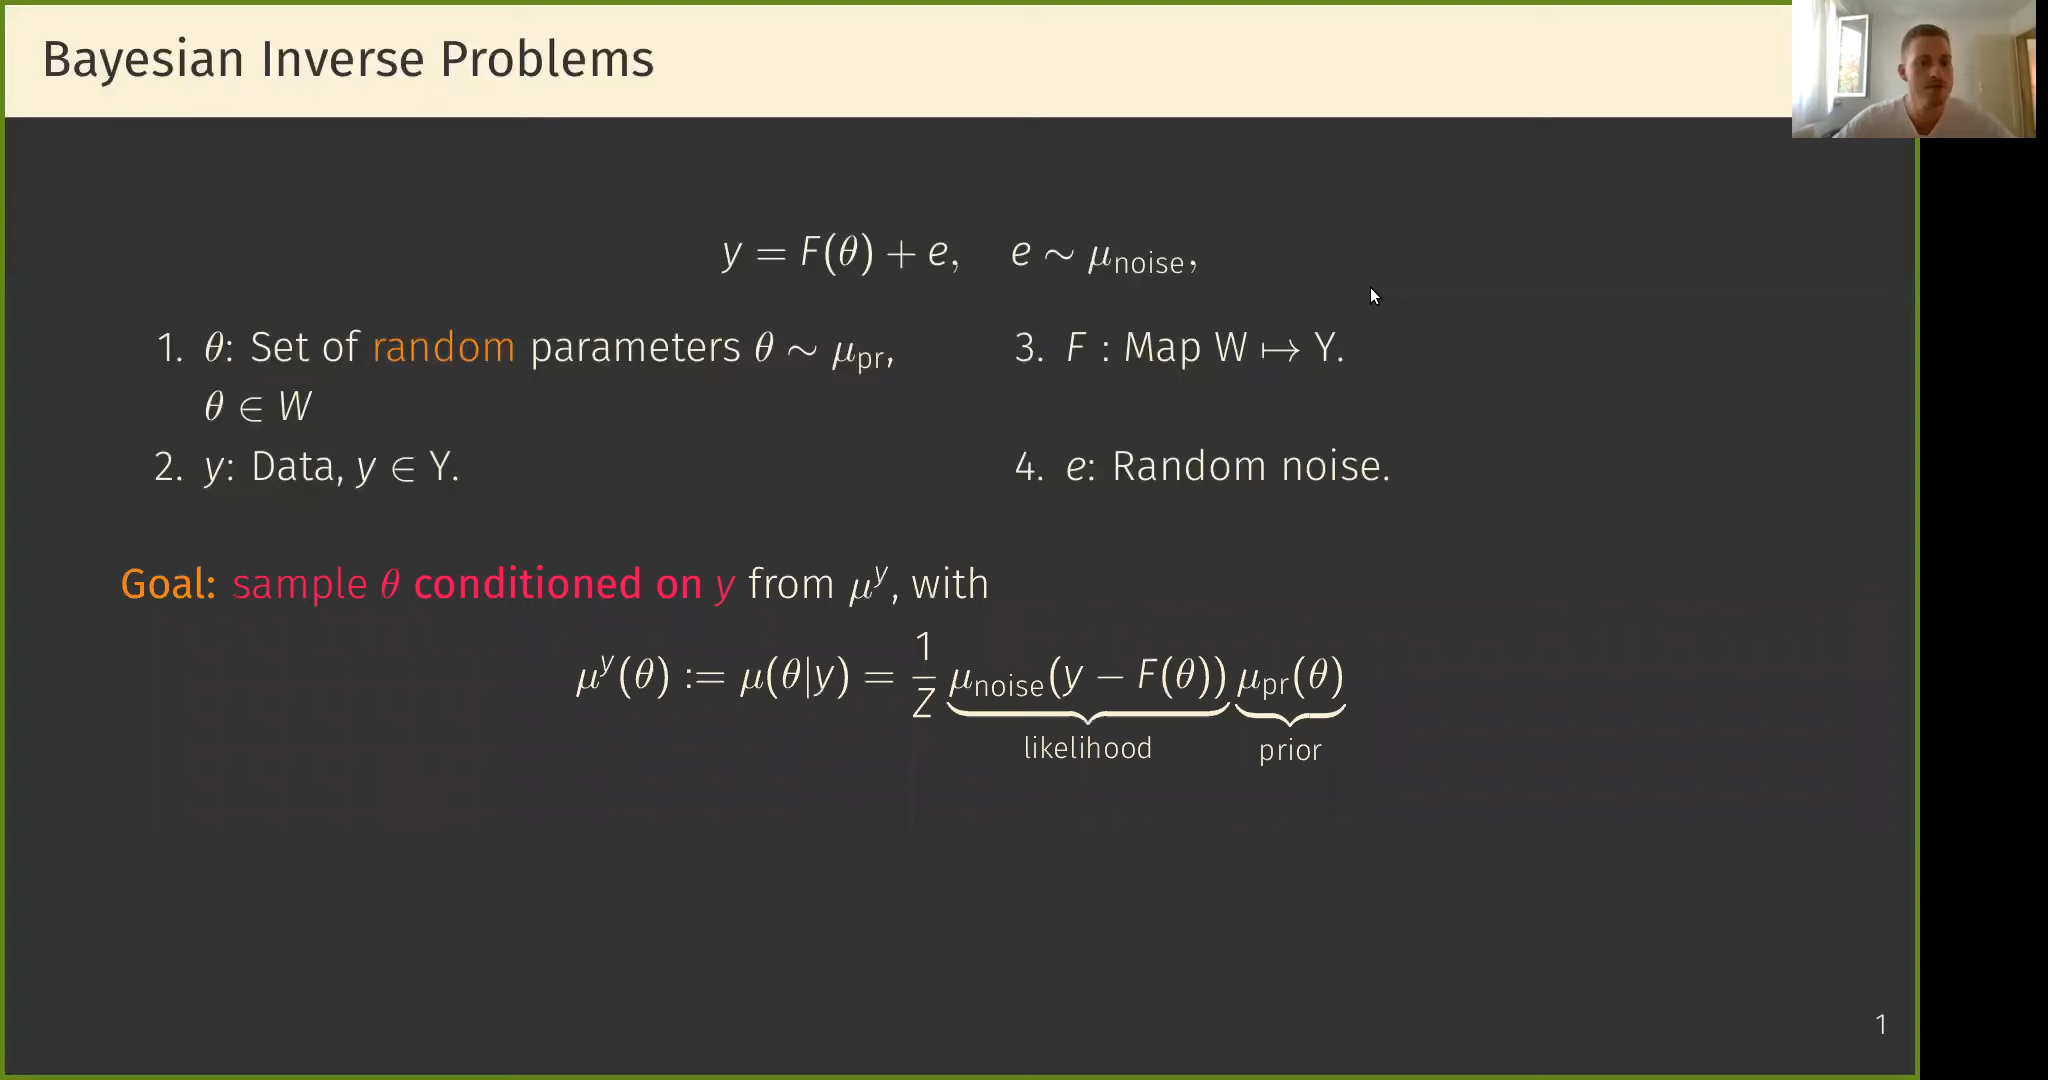 Bayesian Inverse Problems
y = F(θ) + e, e ∼ μ_noise,
1. θ: Set of random parameters θ ∼ μ_pr,
θ ∈ W
2. y: Data, y ∈ Y.
3. F : Map W ↦ Y.
4. e: Random noise.
Goal: sample θ conditioned on y from μ^y, with
μ^y(θ) := μ(θ|y) = 1/Z μ_noise(y − F(θ)) μ_pr(θ)
likelihood prior
1